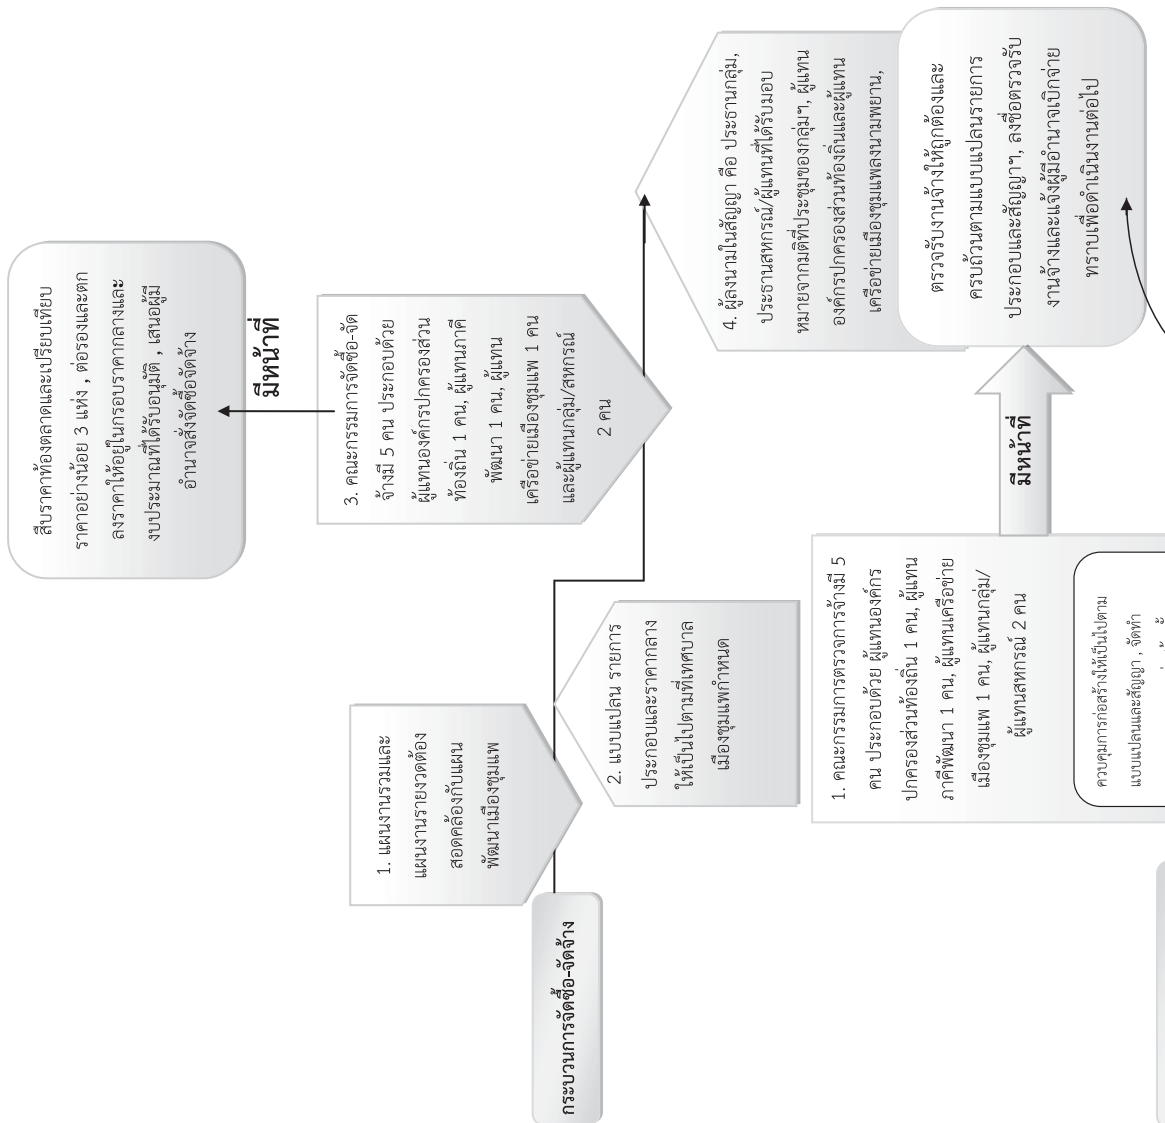 กระบวนการจัดซื้อ-จัดจ้าง
1. แผนงานรวมและ
แผนงานรายงวดต้อง
สอดคล้องกับแผน
พัฒนาเมืองชุมแพ
2. แบบแปลน รายการ
ประกอบและราคากลาง
ให้เป็นไปตามที่เทศบาล
เมืองชุมแพกำหนด
3. คณะกรรมการจัดซื้อ-จัด
จ้างมี 5 คน ประกอบด้วย
ผู้แทนองค์กรปกครองส่วน
ท้องถิ่น 1 คน, ผู้แทนภาคี
พัฒนา 1 คน, ผู้แทน
เครือข่ายเมืองชุมแพ 1 คน
และผู้แทนกลุ่ม/สหกรณ์
2 คน
มีหน้าที่
สืบราคาท้องตลาดและเปรียบเทียบ
ราคาอย่างน้อย 3 แห่ง , ต่อรองและตก
ลงราคาให้อยู่ในกรอบราคากลางและ
งบประมาณที่ได้รับอนุมัติ , เสนอผู้มี
อำนาจสั่งจัดซื้อจัดจ้าง
4. ผู้ลงนามในสัญญา คือ ประธานกลุ่ม,
ประธานสหกรณ์/ผู้แทนที่ได้รับมอบ
หมายจากมติที่ประชุมของกลุ่มฯ, ผู้แทน
องค์กรปกครองส่วนท้องถิ่นและผู้แทน
เครือข่ายเมืองชุมแพลงนามพยาน,
1. คณะกรรมการตรวจการจ้างมี 5
คน ประกอบด้วย ผู้แทนองค์กร
ปกครองส่วนท้องถิ่น 1 คน, ผู้แทน
ภาคีพัฒนา 1 คน, ผู้แทนเครือข่าย
เมืองชุมแพ 1 คน, ผู้แทนกลุ่ม/
ผู้แทนสหกรณ์ 2 คน
มีหน้าที่
ตรวจรับงานจ้างให้ถูกต้องและ
ครบถ้วนตามแบบแปลนรายการ
ประกอบและสัญญาฯ, ลงชื่อตรวจรับ
งานจ้างและแจ้งผู้มีอำนาจเบิกจ่าย
ทราบเพื่อดำเนินงานต่อไป
ควบคุมการก่อสร้างให้เป็นไปตาม
แบบแปลนและสัญญา , จัดทำ